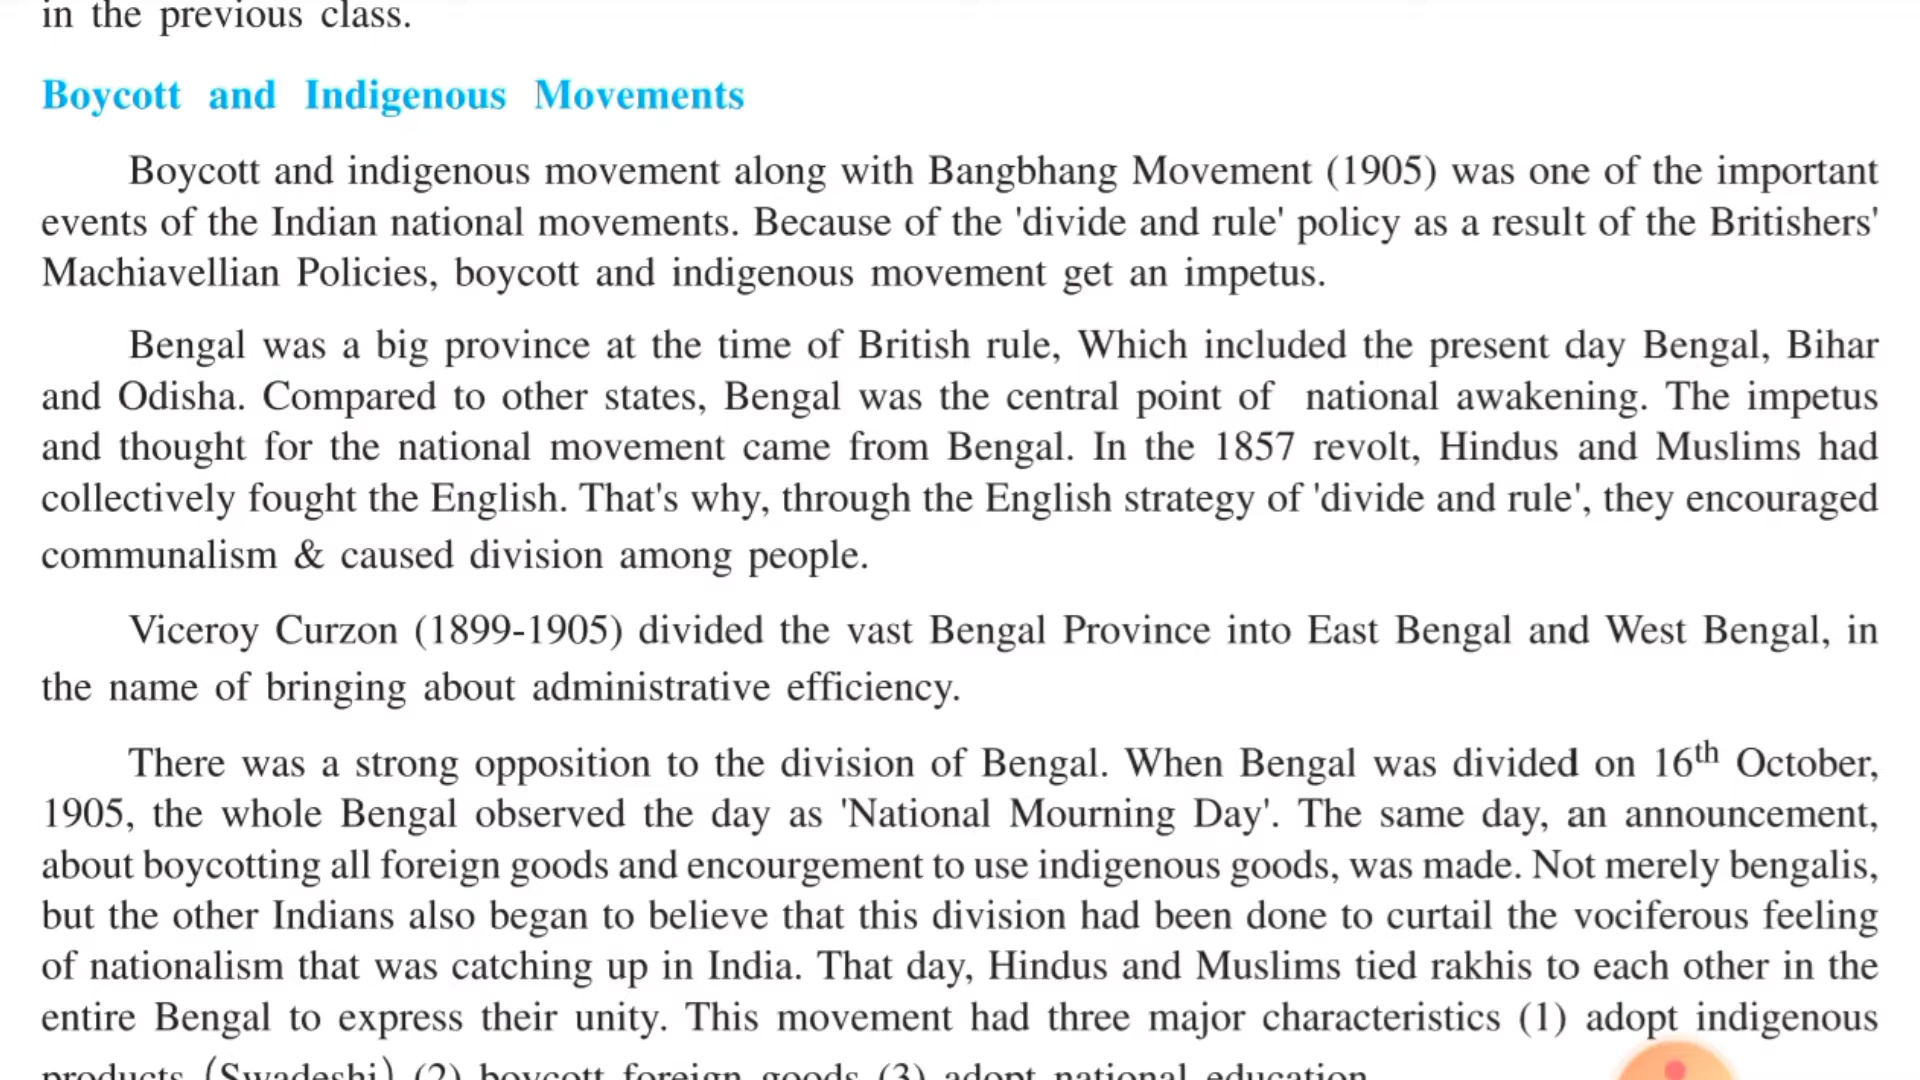 in the previous class.
Boycott and Indigenous Movements
Boycott and indigenous movement along with Bangbhang Movement (1905) was one of the important
events of the Indian national movements. Because of the 'divide and rule' policy as a result of the Britishers'
Machiavellian Policies, boycott and indigenous movement get an impetus.
Bengal was a big province at the time of British rule, Which included the present day Bengal, Bihar
and Odisha. Compared to other states, Bengal was the central point of national awakening. The impetus
and thought for the national movement came from Bengal. In the 1857 revolt, Hindus and Muslims had
collectively fought the English. That's why, through the English strategy of 'divide and rule', they encouraged
communalism & caused division among people.
Viceroy Curzon (1899-1905) divided the vast Bengal Province into East Bengal and West Bengal, in
the name of bringing about administrative efficiency.
There was a strong opposition to the division of Bengal. When Bengal was divided on 16th October,
1905, the whole Bengal observed the day as 'National Mourning Day'. The same day, an announcement,
about boycotting all foreign goods and encourgement to use indigenous goods, was made. Not merely bengalis,
but the other Indians also began to believe that this division had been done to curtail the vociferous feeling
of nationalism that was catching up in India. That day, Hindus and Muslims tied rakhis to each other in the
entire Bengal to express their unity. This movement had three major characteristics (1) adopt indigenous
products (Swadeshi) (2) boycott foreign goods (3) adopt national education